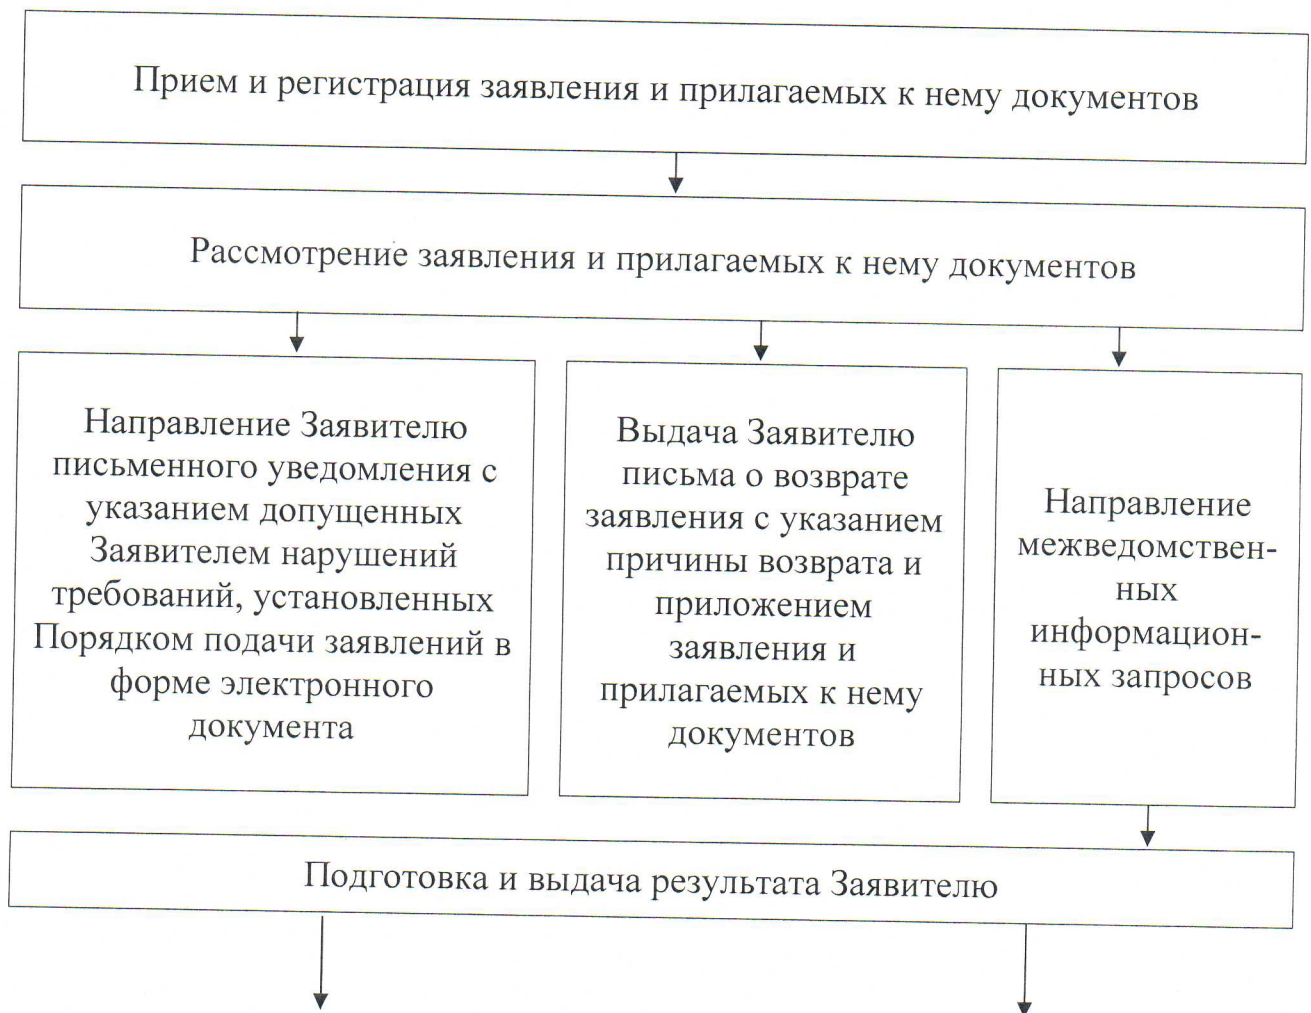 Прием и регистрация заявления и прилагаемых к нему документов
Рассмотрение заявления и прилагаемых к нему документов
Направление Заявителю
письменного уведомления с
указанием допущенных
Заявителем нарушений
требований, установленных
Порядком подачи заявлений в
форме электронного
документа
Выдача Заявителю
письма о возврате
заявления с указанием
причины возврата и
приложением
заявления и
прилагаемых к нему
документов
Направление
межведомствен-
ных
информацион-
ных запросов
Подготовка и выдача результата Заявителю